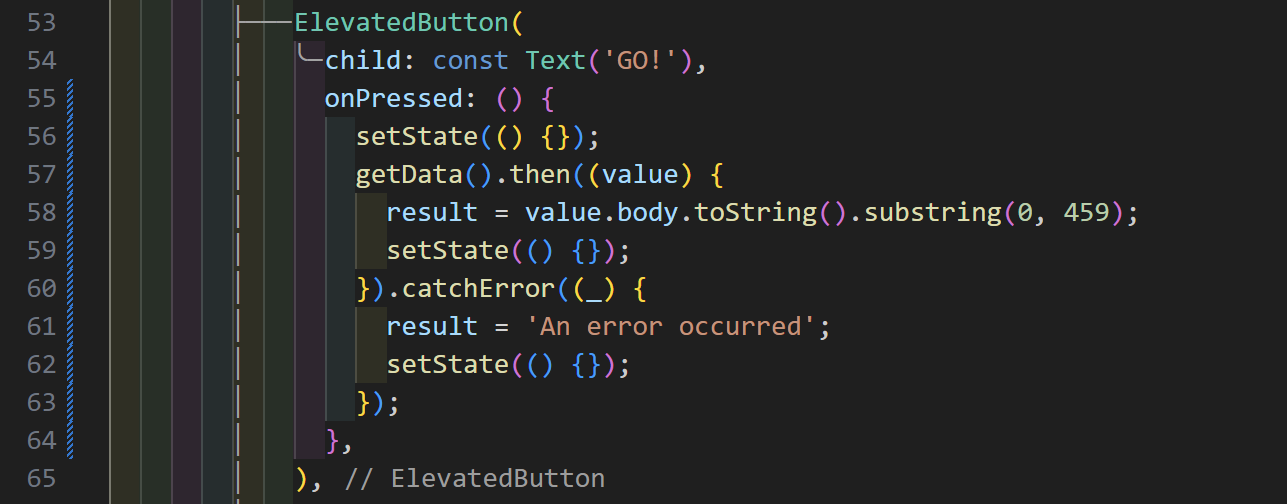 53 ElevatedButton(
54 child: const Text('GO!'),
55 onPressed: () {
56 setState(() {});
57 getData().then((value) {
58 result = value.body.toString().substring(0, 459);
59 setState(() {});
60 }).catchError((_) {
61 result = 'An error occurred';
62 setState(() {});
63 });
64 },
65 ), // ElevatedButton